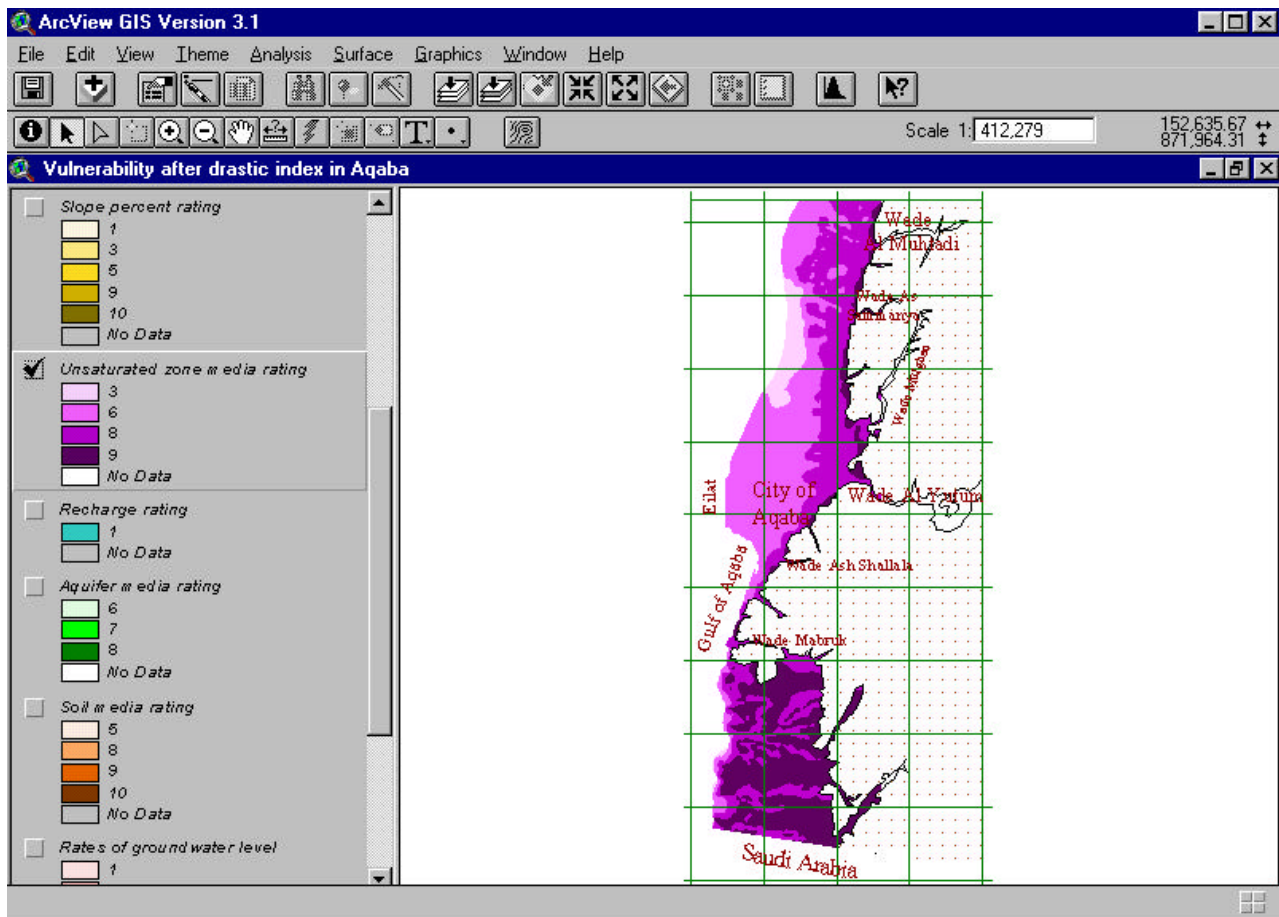 ArcView GIS Version 3.1
File Edit View Theme Analysis Surface Graphics Window Help
Scale 1: 412,279
152,635.67
871,964.31
Vulnerability after drastic index in Aqaba
Slope percent rating
1
3
5
9
10
No Data
Unsaturated zone media rating
3
6
8
9
No Data
Recharge rating
1
No Data
Aquifer media rating
6
7
8
No Data
Soil media rating
5
8
9
10
No Data
Rates of ground water level
1
Wade
Al Muhtadi
Wade As
Wade
Eilat
City of
Aqaba
Wade Al Yutum
Gulf of Aqaba
Wade Ash Shallala
Wade Mabruk
Saudi Arabia